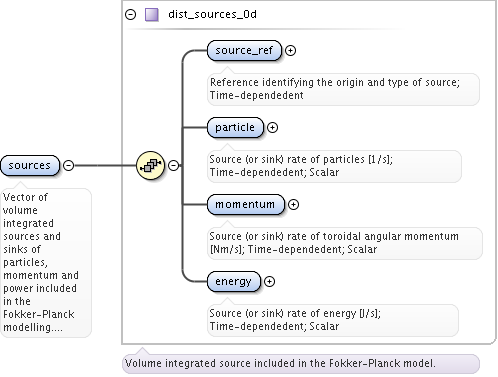 dist_sources_0d
source_ref
Reference identifying the origin and type of source;
Time-dependedent
particle
Source (or sink) rate of particles [1/s];
Time-dependedent; Scalar
sources
Vector of
volume
integrated
sources and
sinks of
particles,
momentum and
power included
in the
Fokker-Planck
modelling....
momentum
Source (or sink) rate of toroidal angular momentum
[Nm/s]; Time-dependedent; Scalar
energy
Source (or sink) rate of energy [J/s];
Time-dependedent; Scalar
Volume integrated source included in the Fokker-Planck model.